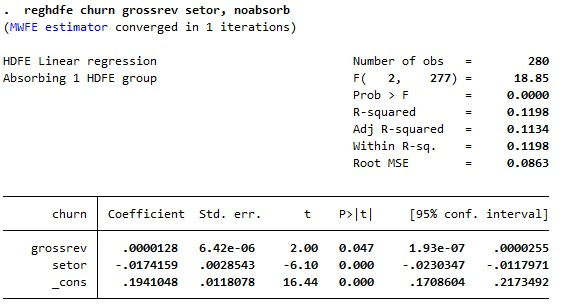 . reghdfe churn grossrev setor, noabsorb
(MWFE estimator converged in 1 iterations)
HDFE Linear regression Number of obs = 280
Absorbing 1 HDFE group F( 2, 277) = 18.85
Prob > F = 0.0000
R-squared = 0.1198
Adj R-squared = 0.1134
Within R-sq. = 0.1198
Root MSE = 0.0863
churn Coefficient Std. err. t P>|t| [95% conf. interval]
grossrev .0000128 6.42e-06 2.00 0.047 1.93e-07 .0000255
setor -.0174159 .0028543 -6.10 0.000 -.0230347 -.0117971
_cons .1941048 .0118078 16.44 0.000 .1708604 .2173492